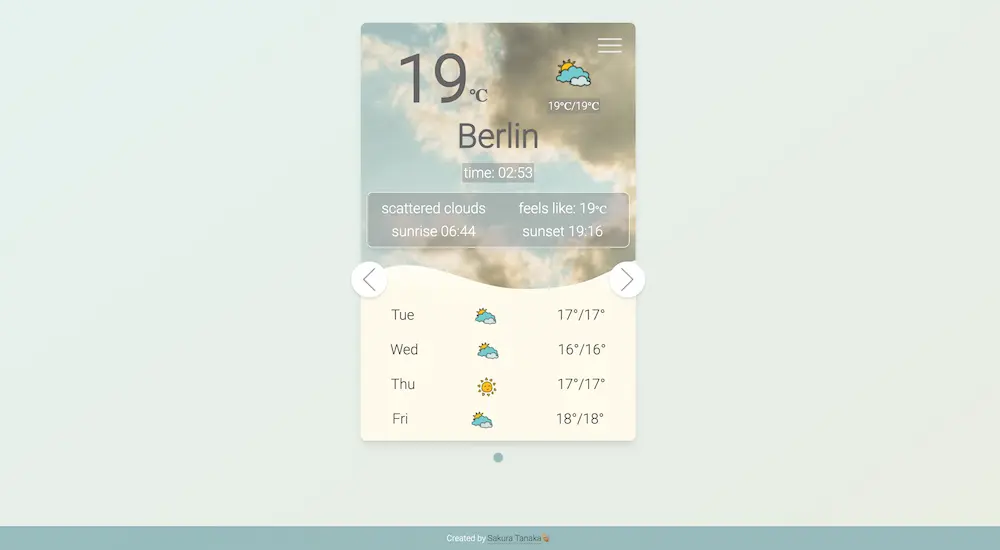 19°C
19°C/19°C
Berlin
time: 02:53
scattered clouds feels like: 19°C
sunrise 06:44 sunset 19:16
Tue 17°/17°
Wed 16°/16°
Thu 17°/17°
Fri 18°/18°
Created by Sakura Tanaka